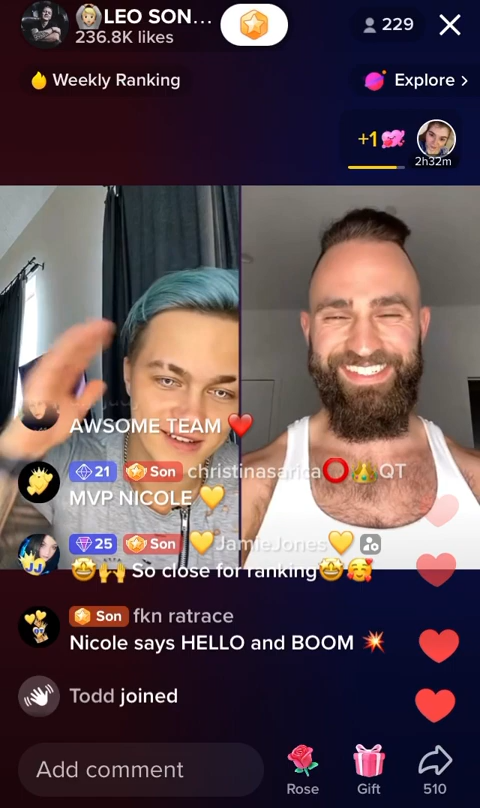 LEO SON...
236.8K likes
229
Weekly Ranking
Explore >
+1
2h32m
AWSOME TEAM ❤️
21 Son christinasarica⭕👑QT
MVP NICOLE 💛
25 Son 💛JamieJones💛
🤩🙌 So close for ranking🤩🥰
Son fkn ratrace
Nicole says HELLO and BOOM 💥
Todd joined
Add comment
Rose
Gift
510